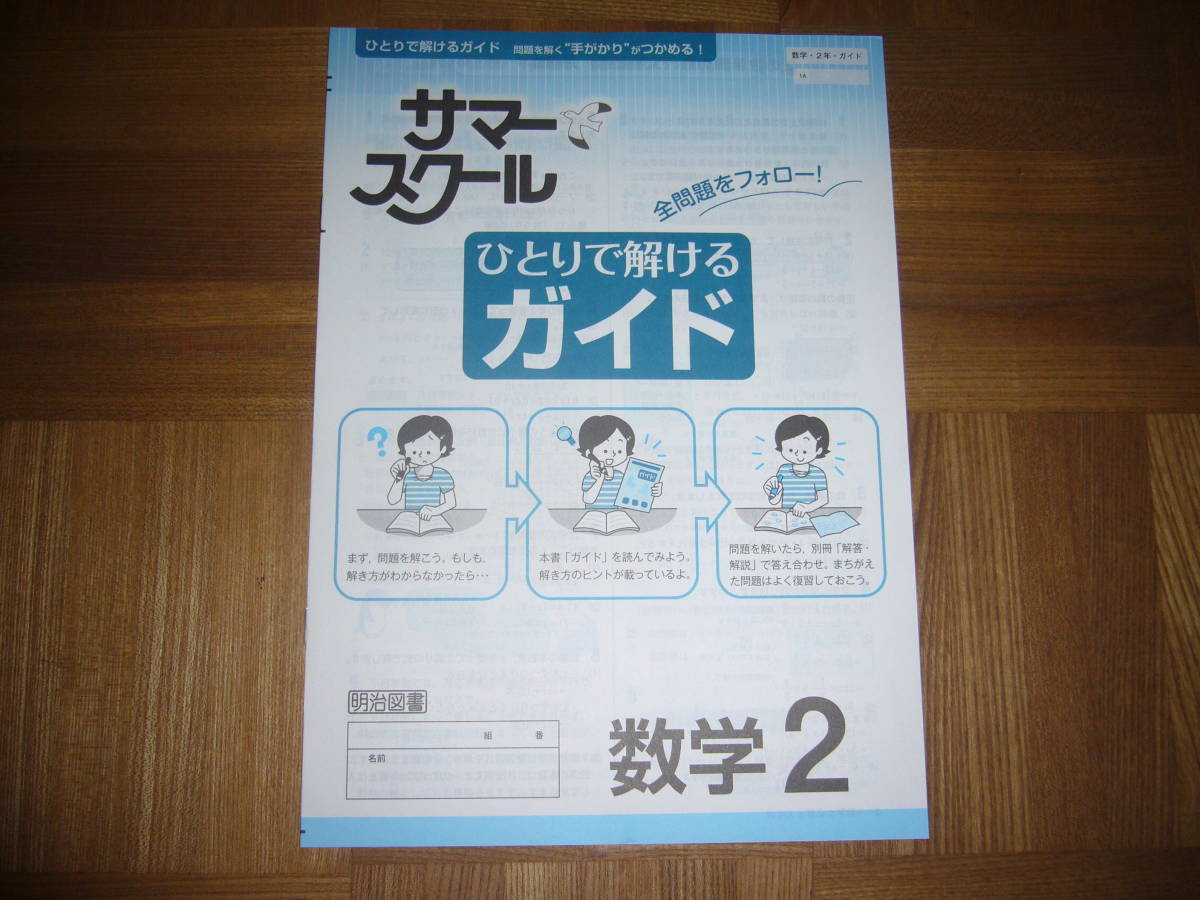 ひとりで解けるガイド 問題を解く“手がかり”がつかめる！
数学・２年・ガイド
1A
サマー
スクール
全問題をフォロー！
ひとりで解ける
ガイド
?
ガイド
まず，問題を解こう。もしも，
解き方がわからなかったら…
本書「ガイド」を読んでみよう。
解き方のヒントが載っているよ。
問題を解いたら，別冊「解答・
解説」で答え合わせ。まちがえ
た問題はよく復習しておこう。
明治図書
組 番
名前
数学2